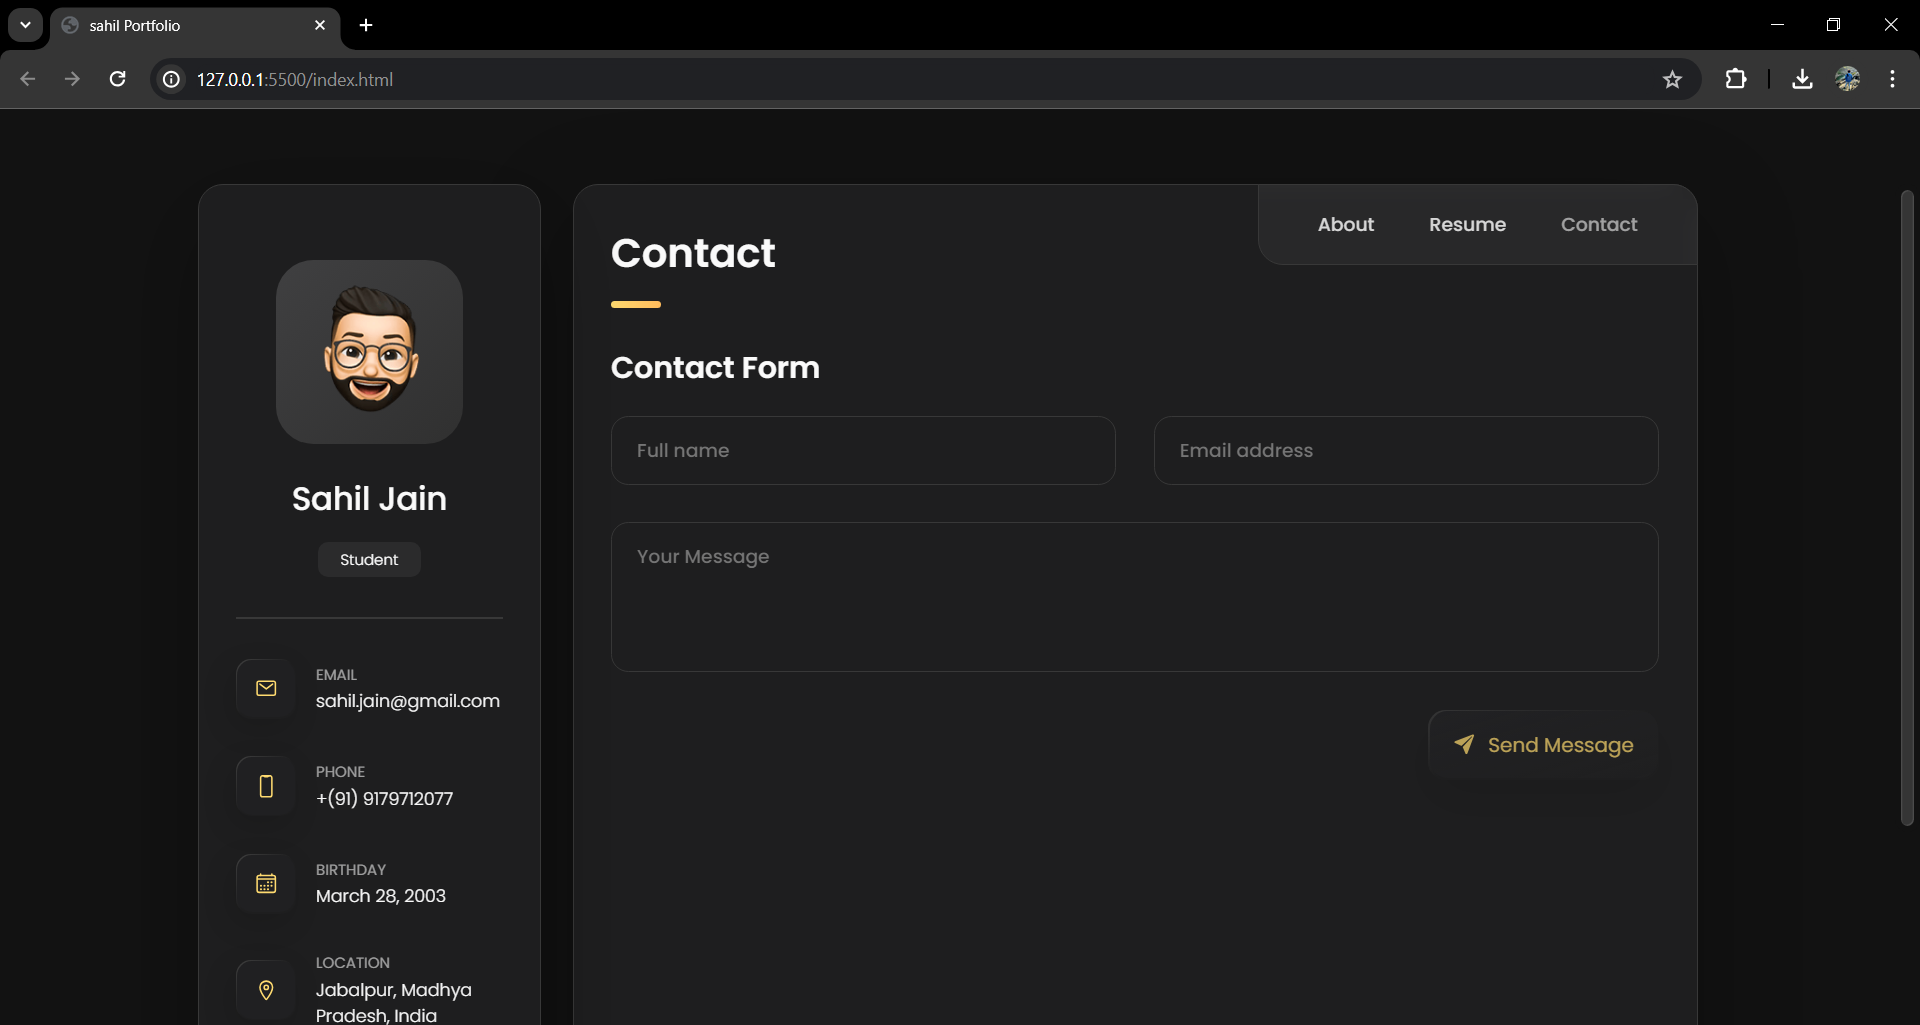 sahil Portfolio
127.0.0.1:5500/index.html
About Resume Contact
Contact
Contact Form
Full name
Email address
Your Message
Send Message
Sahil Jain
Student
EMAIL
sahil.jain@gmail.com
PHONE
+(91) 9179712077
BIRTHDAY
March 28, 2003
LOCATION
Jabalpur, Madhya
Pradesh, India